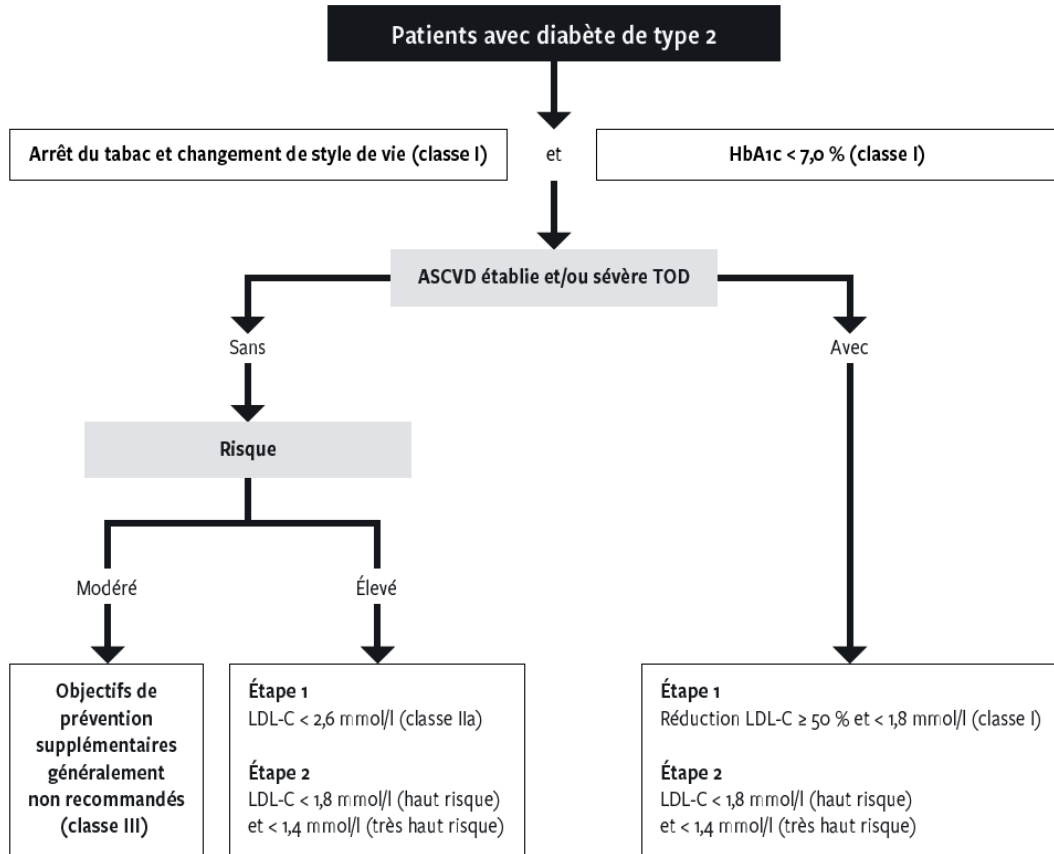 Patients avec diabète de type 2
Arrêt du tabac et changement de style de vie (classe I)
et
HbA1c < 7,0 % (classe I)
ASCVD établie et/ou sévère TOD
Sans
Avec
Risque
Modéré
Élevé
Objectifs de
prévention
supplémentaires
généralement
non recommandés
(classe III)
Étape 1
LDL-C < 2,6 mmol/l (classe IIa)
Étape 2
LDL-C < 1,8 mmol/l (haut risque)
et < 1,4 mmol/l (très haut risque)
Étape 1
Réduction LDL-C ≥ 50 % et < 1,8 mmol/l (classe I)
Étape 2
LDL-C < 1,8 mmol/l (haut risque)
et < 1,4 mmol/l (très haut risque)